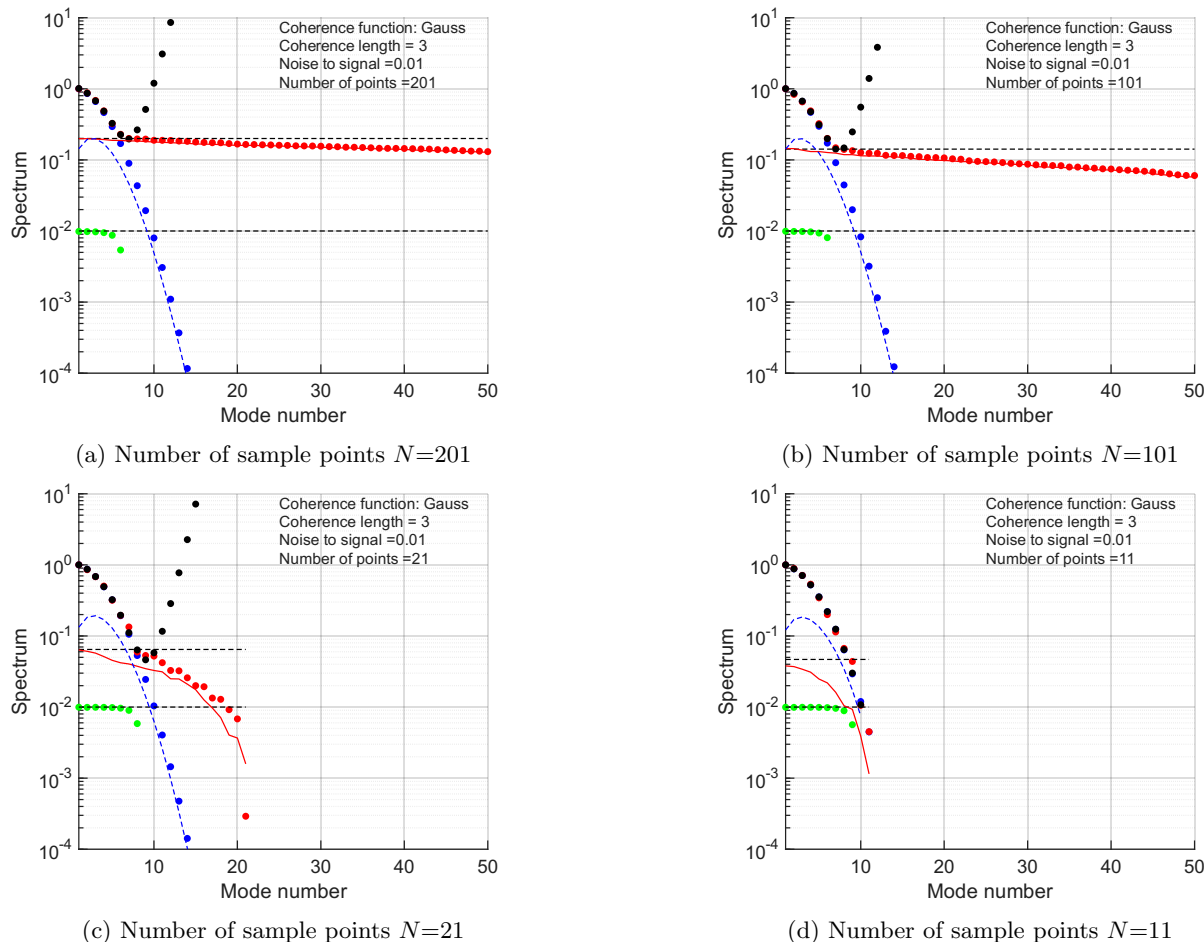 Coherence function: Gauss
Coherence length = 3
Noise to signal =0.01
Number of points =201
Spectrum
10^1
10^0
10^-1
10^-2
10^-3
10^-4
10 20 30 40 50
Mode number
(a) Number of sample points N=201
Coherence function: Gauss
Coherence length = 3
Noise to signal =0.01
Number of points =101
Spectrum
10^1
10^0
10^-1
10^-2
10^-3
10^-4
10 20 30 40 50
Mode number
(b) Number of sample points N=101
Coherence function: Gauss
Coherence length = 3
Noise to signal =0.01
Number of points =21
Spectrum
10^1
10^0
10^-1
10^-2
10^-3
10^-4
10 20 30 40 50
Mode number
(c) Number of sample points N=21
Coherence function: Gauss
Coherence length = 3
Noise to signal =0.01
Number of points =11
Spectrum
10^1
10^0
10^-1
10^-2
10^-3
10^-4
10 20 30 40 50
Mode number
(d) Number of sample points N=11